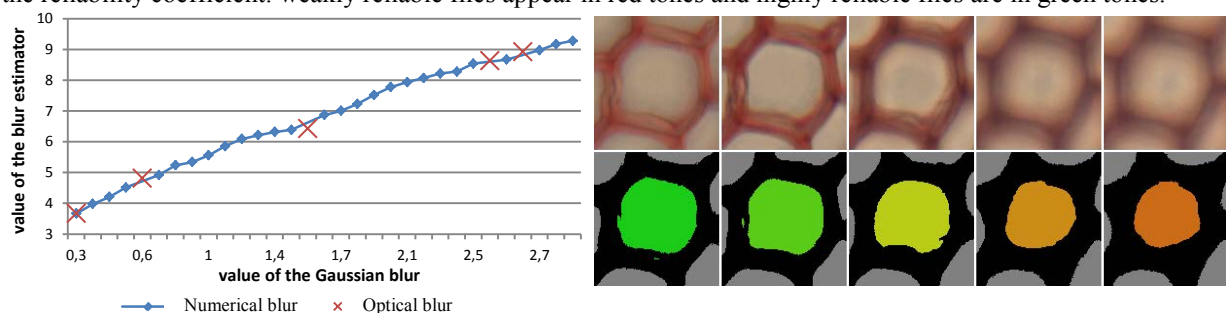 the reliability coefficient: weakly reliable files appear in red tones and highly reliable files are in green tones.
10
9
8
7
6
5
4
3
value of the blur estimator
0,3 0,6 1 1,4 1,7 2,1 2,5 2,7
value of the Gaussian blur
Numerical blur Optical blur